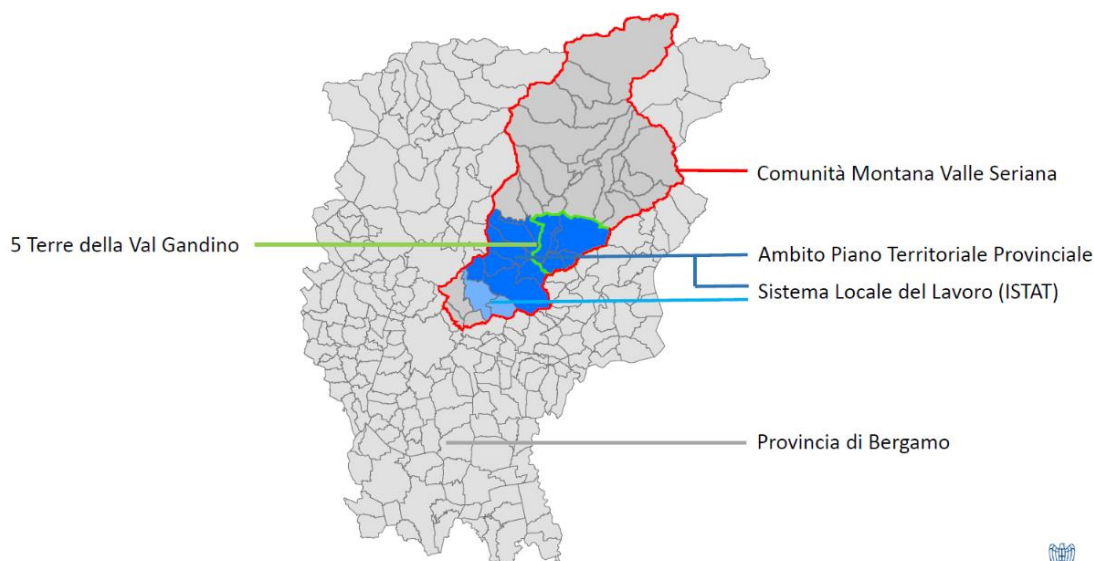 Comunità Montana Valle Seriana
5 Terre della Val Gandino
Ambito Piano Territoriale Provinciale
Sistema Locale del Lavoro (ISTAT)
Provincia di Bergamo